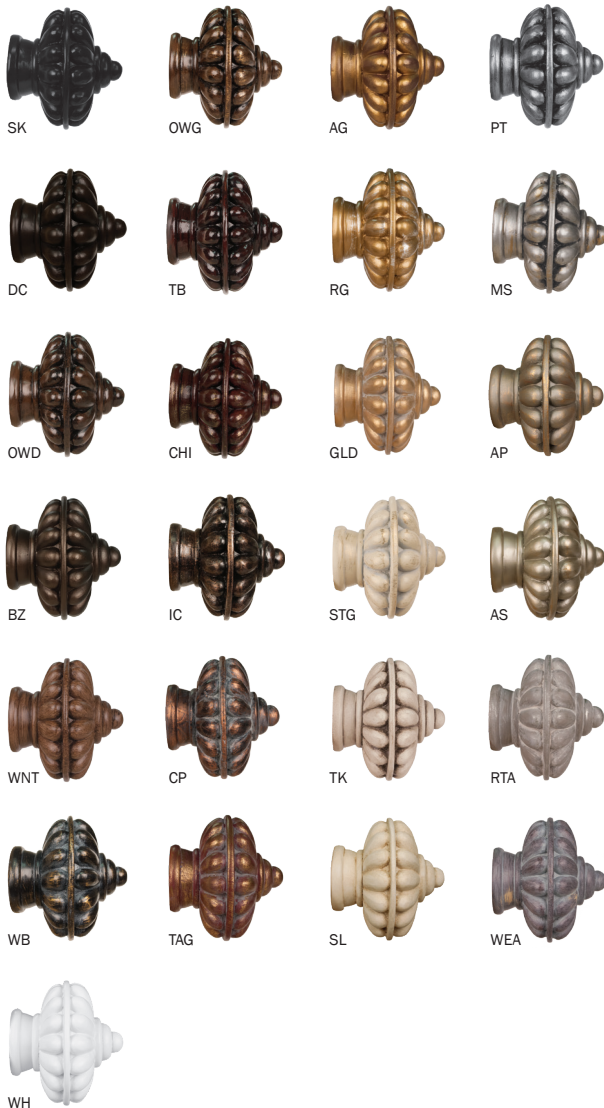 SK OWG AG PT
DC TB RG MS
OWD CHI GLD AP
BZ IC STG AS
WNT CP TK RTA
WB TAG SL WEA
WH